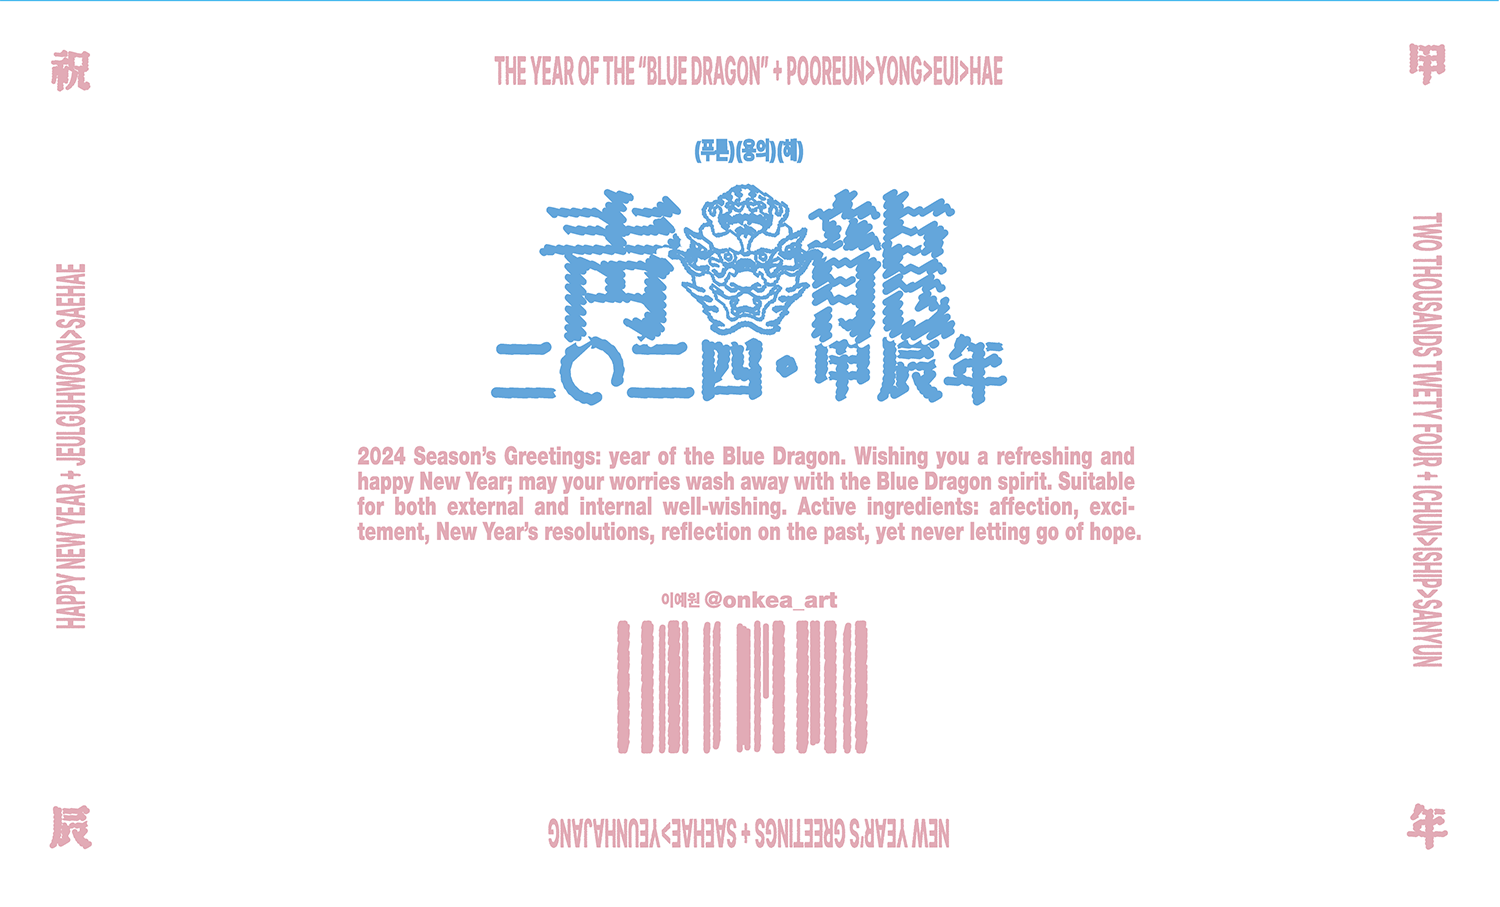 祝
THE YEAR OF THE “BLUE DRAGON” + POOREUN>YONG>EUI>HAE
甲
(푸른)(용의)(해)
靑龍
二〇二四·甲辰年
HAPPY NEW YEAR + JEULGUHWOON>SAEHAE
TWO THOUSANDS TWETY FOUR + ICHUN>ISHIP>SANYUN
2024 Season’s Greetings: year of the Blue Dragon. Wishing you a refreshing and
happy New Year; may your worries wash away with the Blue Dragon spirit. Suitable
for both external and internal well-wishing. Active ingredients: affection, exci-
tement, New Year’s resolutions, reflection on the past, yet never letting go of hope.
이예원 @onkea_art
辰
NEW YEAR’S GREETINGS + SAEHAE>YEUNHAJANG
年